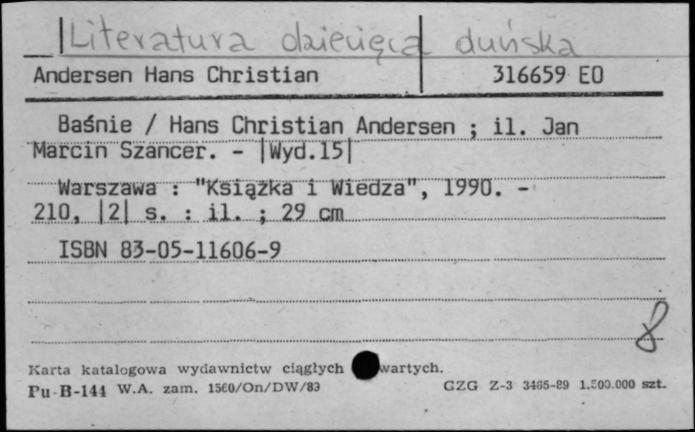 Literatura dziecięca duńska
Andersen Hans Christian 316659 EO
Baśnie / Hans Christian Andersen ; il. Jan
Marcin Szancer. - |Wyd.15|
Warszawa : "Książka i Wiedza", 1990. -
210, |2| s. : il. ; 29 cm
ISBN 83-05-11606-9
8
Karta katalogowa wydawnictw ciągłych wartych.
Pu-B-144 W.A. zam. 1560/On/DW/83 GZG Z-3 3465-89 1.500.000 szt.